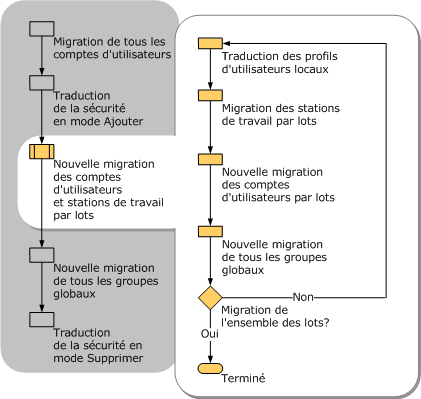 Migration de tous les
comptes d'utilisateurs
Traduction
de la sécurité
en mode Ajouter
Nouvelle migration
des comptes
d'utilisateurs
et stations de travail
par lots
Nouvelle migration
de tous les groupes
globaux
Traduction
de la sécurité en
mode Supprimer
Traduction des profils
d'utilisateurs locaux
Migration des stations
de travail par lots
Nouvelle migration
des comptes
d'utilisateurs par lots
Nouvelle migration
de tous les groupes
globaux
Non
Migration de
l'ensemble des lots?
Oui
Terminé